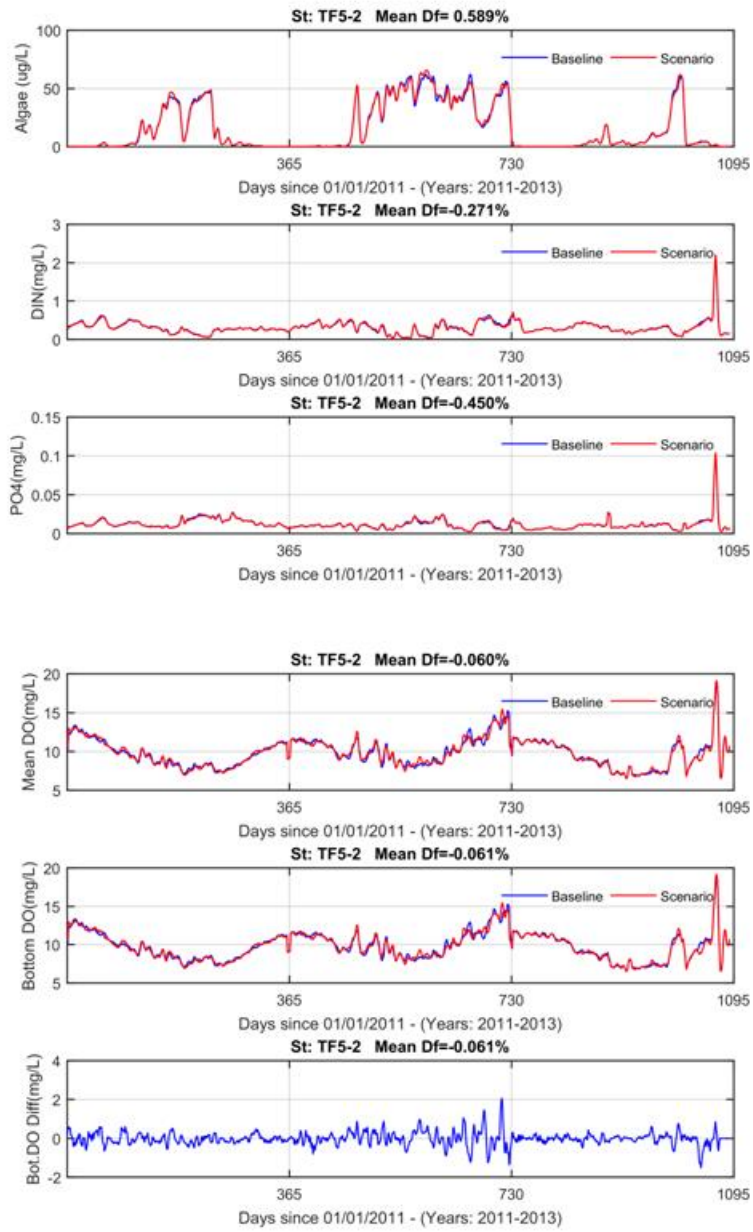 St: TF5-2 Mean Df= 0.589%
100
50
0
Algae (ug/L)
Baseline
Scenario
365
730
1095
Days since 01/01/2011 - (Years: 2011-2013)
St: TF5-2 Mean Df=-0.271%
3
2
1
0
DIN(mg/L)
Baseline
Scenario
365
730
1095
Days since 01/01/2011 - (Years: 2011-2013)
St: TF5-2 Mean Df=-0.450%
0.15
0.1
0.05
0
PO4(mg/L)
Baseline
Scenario
365
730
1095
Days since 01/01/2011 - (Years: 2011-2013)
St: TF5-2 Mean Df=-0.060%
20
15
10
5
Mean DO(mg/L)
Baseline
Scenario
365
730
1095
Days since 01/01/2011 - (Years: 2011-2013)
St: TF5-2 Mean Df=-0.061%
20
15
10
5
Bottom DO(mg/L)
Baseline
Scenario
365
730
1095
Days since 01/01/2011 - (Years: 2011-2013)
St: TF5-2 Mean Df=-0.061%
4
2
0
-2
Bot.DO Diff(mg/L)
365
730
1095
Days since 01/01/2011 - (Years: 2011-2013)